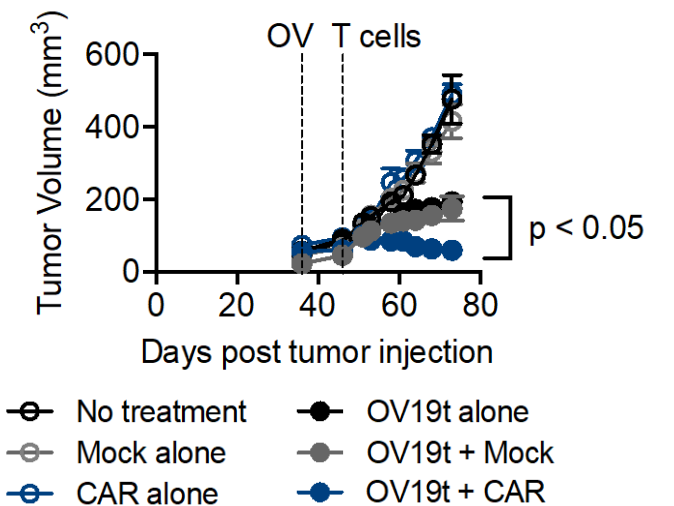 OV T cells
Tumor Volume (mm³)
600
400
200
0
p < 0.05
0 20 40 60 80
Days post tumor injection
No treatment OV19t alone
Mock alone OV19t + Mock
CAR alone OV19t + CAR